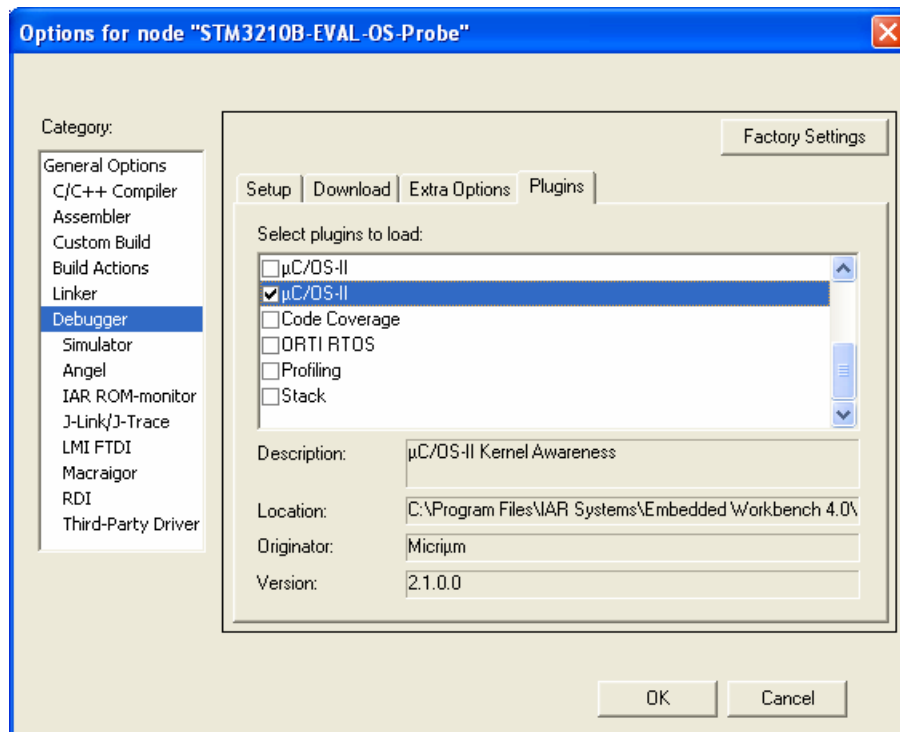 Options for node "STM3210B-EVAL-OS-Probe"
Category:
Factory Settings
General Options
C/C++ Compiler
Assembler
Custom Build
Build Actions
Linker
Debugger
Simulator
Angel
IAR ROM-monitor
J-Link/J-Trace
LMI FTDI
Macraigor
RDI
Third-Party Driver
Setup Download Extra Options Plugins
Select plugins to load:
µC/OS-II
µC/OS-II
Code Coverage
ORTI RTOS
Profiling
Stack
Description: µC/OS-II Kernel Awareness
Location: C:\Program Files\IAR Systems\Embedded Workbench 4.0\
Originator: Micriµm
Version: 2.1.0.0
OK Cancel